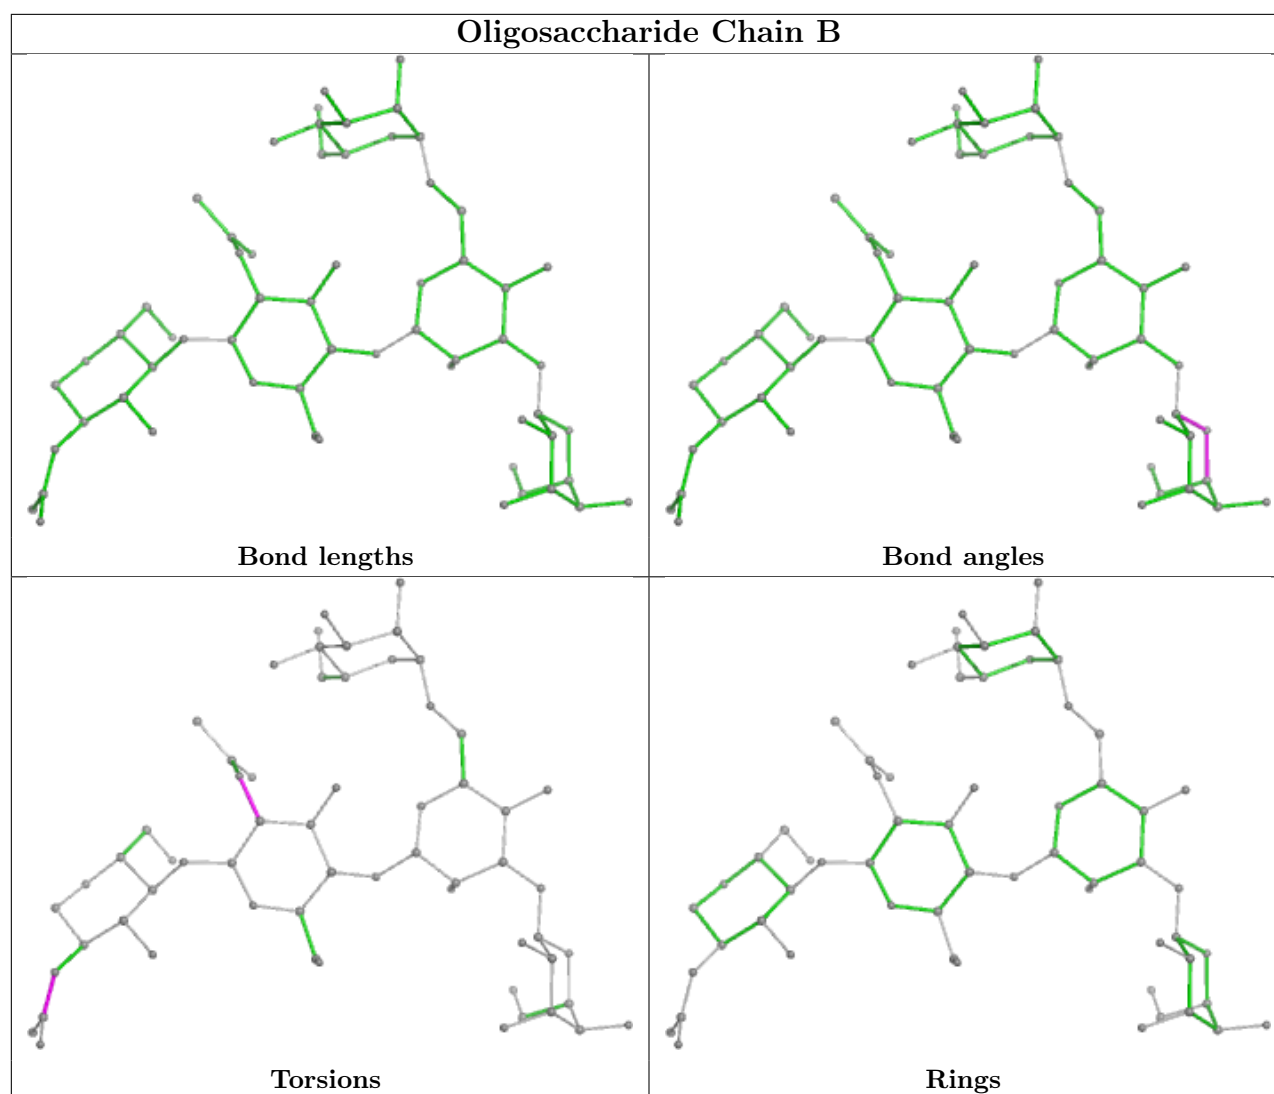 Oligosaccharide Chain B
Bond lengths
Bond angles
Torsions
Rings